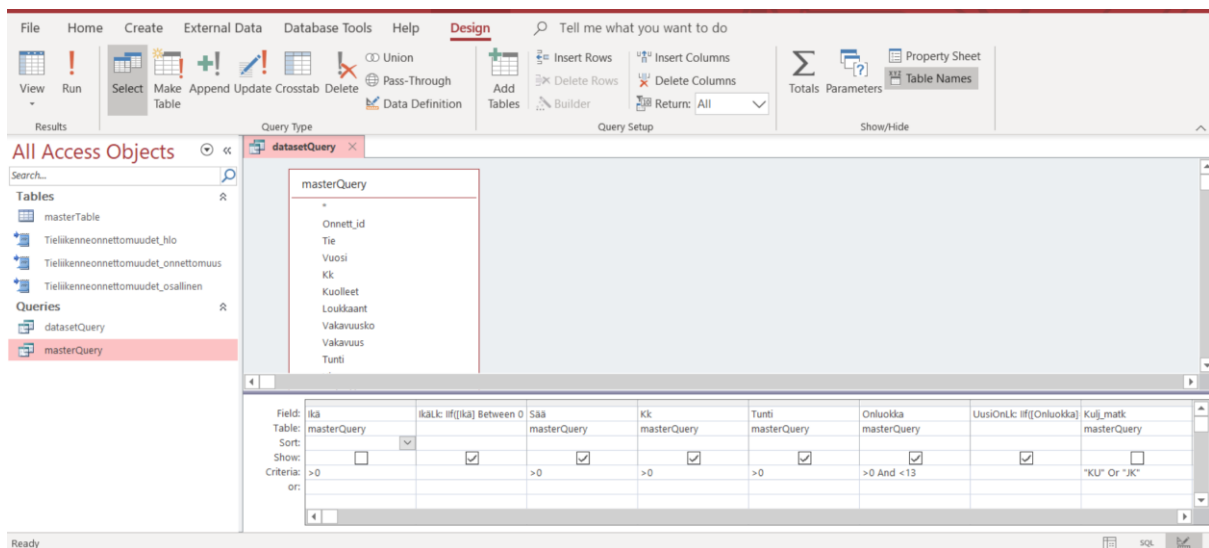 File Home Create External Data Database Tools Help Design Tell me what you want to do
View Run Select Make Table Append Update Crosstab Delete Union Pass-Through Data Definition Add Tables Insert Rows Delete Rows Builder Insert Columns Delete Columns Return: All Totals Parameters Property Sheet Table Names
Results Query Type Query Setup Show/Hide
All Access Objects
Search...
Tables
masterTable
Tieliikenneonnettomuudet_hlo
Tieliikenneonnettomuudet_onnettomuus
Tieliikenneonnettomuudet_osallinen
Queries
datasetQuery
masterQuery
datasetQuery
masterQuery
*
Onnett_id
Tie
Vuosi
Kk
Kuolleet
Loukkaant
Vakavuusko
Vakavuus
Tunti
Field: Ikä IkäLk: IIf([Ikä] Between 0 Sää Kk Tunti Onluokka UusiOnLk: IIf([Onluokka] Kulj_matk
Table: masterQuery masterQuery masterQuery masterQuery masterQuery masterQuery
Sort:
Show:
Criteria: >0 >0 >0 >0 >0 And <13 "KU" Or "JK"
or:
Ready SQL